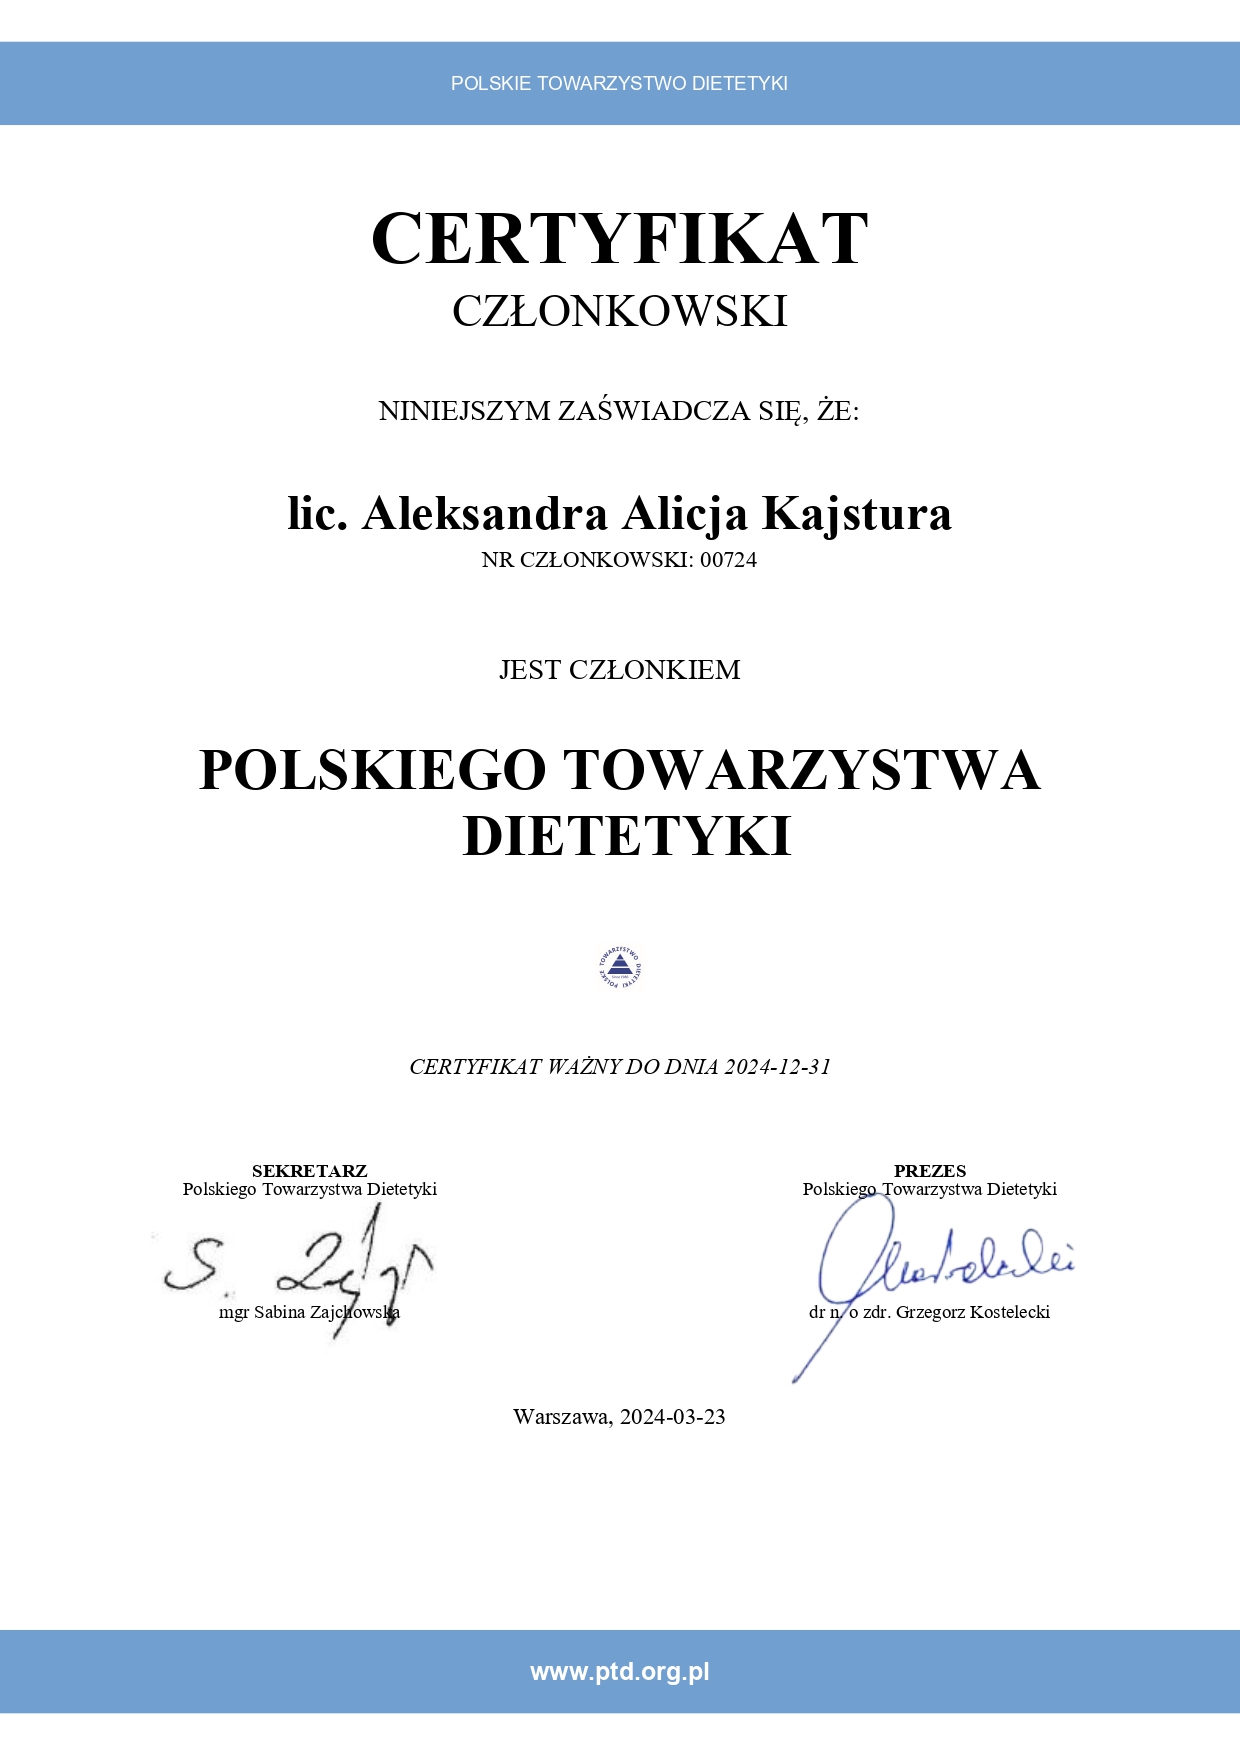 POLSKIE TOWARZYSTWO DIETETYKI
CERTYFIKAT
CZŁONKOWSKI
NINIEJSZYM ZAŚWIADCZA SIĘ, ŻE:
lic. Aleksandra Alicja Kajstura
NR CZŁONKOWSKI: 00724
JEST CZŁONKIEM
POLSKIEGO TOWARZYSTWA
DIETETYKI
POLSKIE TOWARZYSTWO DIETETYKI
CERTYFIKAT WAŻNY DO DNIA 2024-12-31
SEKRETARZ
Polskiego Towarzystwa Dietetyki
mgr Sabina Zajchowska
PREZES
Polskiego Towarzystwa Dietetyki
dr n. o zdr. Grzegorz Kostelecki
Warszawa, 2024-03-23
www.ptd.org.pl